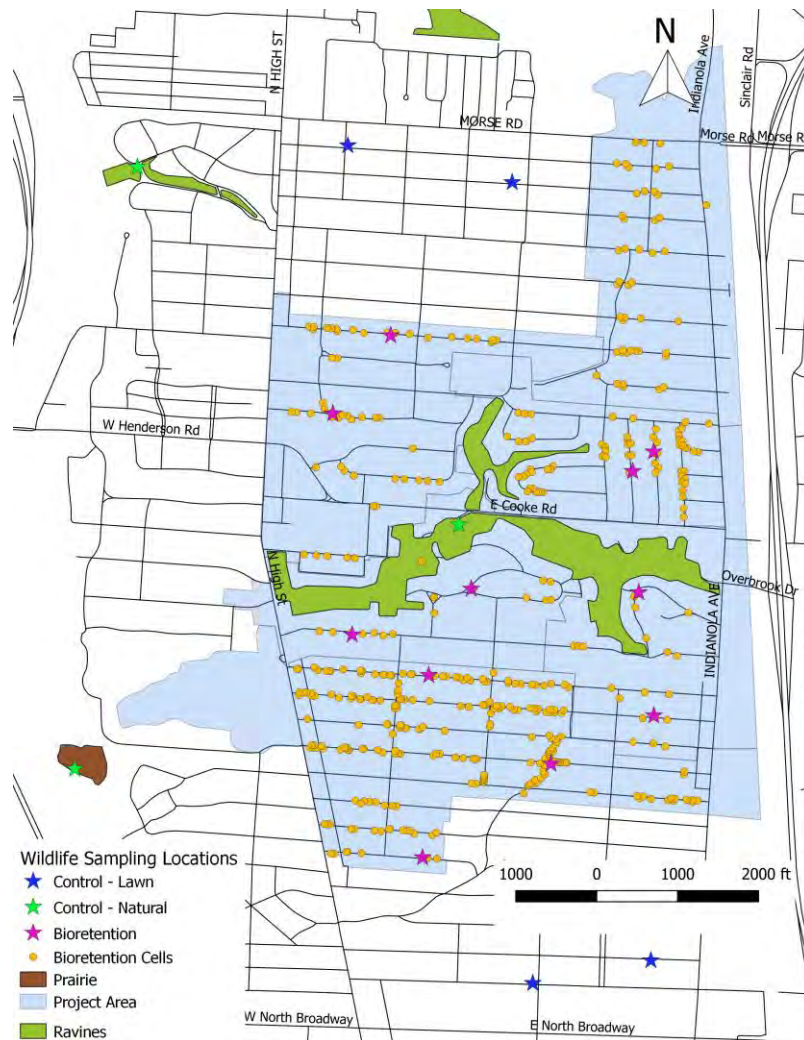 N HIGH ST
N
Indianola Ave
Sinclair Rd
MORSE RD
Morse Rd
Morse R
W Henderson Rd
E Cooke Rd
N High St
Overbrook Dr
INDIANOLA AVE
Wildlife Sampling Locations
Control - Lawn
Control - Natural
Bioretention
Bioretention Cells
Prairie
Project Area
Ravines
1000 0 1000 2000 ft
W North Broadway
E North Broadway